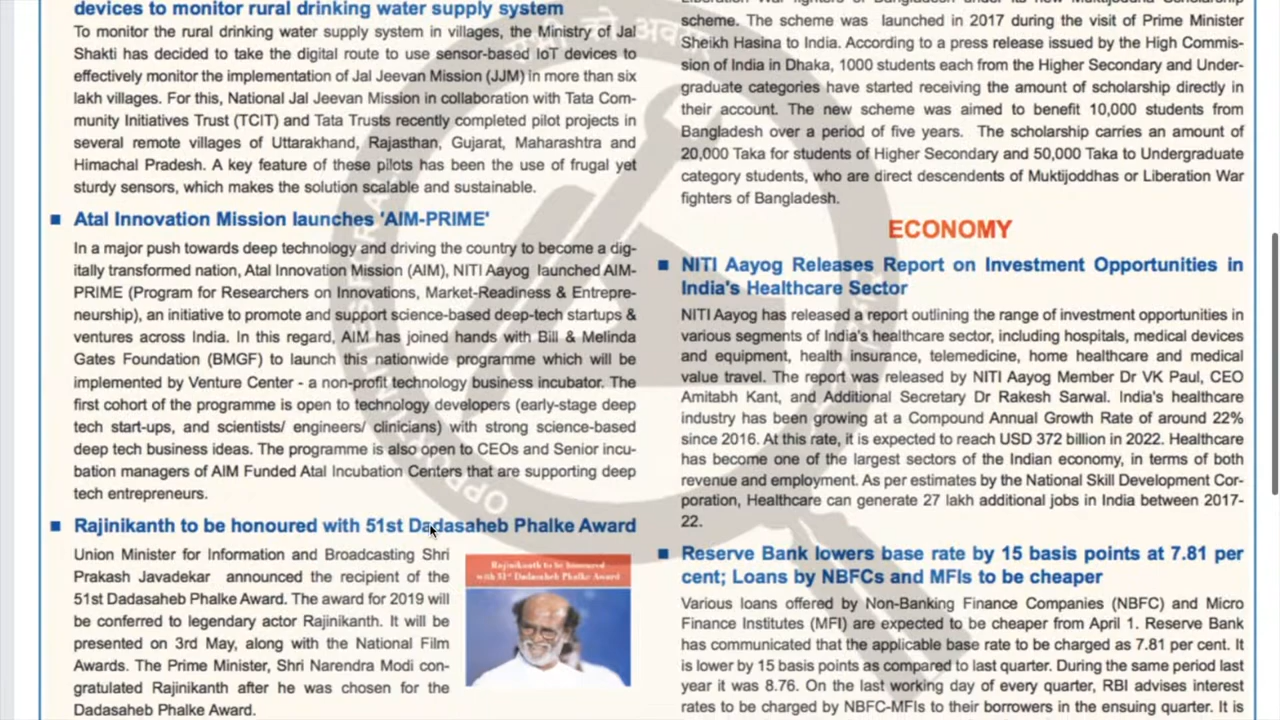 devices to monitor rural drinking water supply system
To monitor the rural drinking water supply system in villages, the Ministry of Jal
Shakti has decided to take the digital route to use sensor-based IoT devices to
effectively monitor the implementation of Jal Jeevan Mission (JJM) in more than six
lakh villages. For this, National Jal Jeevan Mission in collaboration with Tata Com-
munity Initiatives Trust (TCIT) and Tata Trusts recently completed pilot projects in
several remote villages of Uttarakhand, Rajasthan, Gujarat, Maharashtra and
Himachal Pradesh. A key feature of these pilots has been the use of frugal yet
sturdy sensors, which makes the solution scalable and sustainable.
Atal Innovation Mission launches 'AIM-PRIME'
In a major push towards deep technology and driving the country to become a dig-
itally transformed nation, Atal Innovation Mission (AIM), NITI Aayog launched AIM-
PRIME (Program for Researchers on Innovations, Market-Readiness & Entrepre-
neurship), an initiative to promote and support science-based deep-tech startups &
ventures across India. In this regard, AIM has joined hands with Bill & Melinda
Gates Foundation (BMGF) to launch this nationwide programme which will be
implemented by Venture Center - a non-profit technology business incubator. The
first cohort of the programme is open to technology developers (early-stage deep
tech start-ups, and scientists/ engineers/ clinicians) with strong science-based
deep tech business ideas. The programme is also open to CEOs and Senior incu-
bation managers of AIM Funded Atal Incubation Centers that are supporting deep
tech entrepreneurs.
Rajinikanth to be honoured with 51st Dadasaheb Phalke Award
Union Minister for Information and Broadcasting Shri
Prakash Javadekar announced the recipient of the
51st Dadasaheb Phalke Award. The award for 2019 will
be conferred to legendary actor Rajinikanth. It will be
presented on 3rd May, along with the National Film
Awards. The Prime Minister, Shri Narendra Modi con-
gratulated Rajinikanth after he was chosen for the
Dadasaheb Phalke Award.
Rajinikanth to be honoured
with 51st Dadasaheb Phalke Award
scheme. The scheme was launched in 2017 during the visit of Prime Minister
Sheikh Hasina to India. According to a press release issued by the High Commis-
sion of India in Dhaka, 1000 students each from the Higher Secondary and Under-
graduate categories have started receiving the amount of scholarship directly in
their account. The new scheme was aimed to benefit 10,000 students from
Bangladesh over a period of five years. The scholarship carries an amount of
20,000 Taka for students of Higher Secondary and 50,000 Taka to Undergraduate
category students, who are direct descendents of Muktijoddhas or Liberation War
fighters of Bangladesh.
ECONOMY
NITI Aayog Releases Report on Investment Opportunities in
India's Healthcare Sector
NITI Aayog has released a report outlining the range of investment opportunities in
various segments of India's healthcare sector, including hospitals, medical devices
and equipment, health insurance, telemedicine, home healthcare and medical
value travel. The report was released by NITI Aayog Member Dr VK Paul, CEO
Amitabh Kant, and Additional Secretary Dr Rakesh Sarwal. India's healthcare
industry has been growing at a Compound Annual Growth Rate of around 22%
since 2016. At this rate, it is expected to reach USD 372 billion in 2022. Healthcare
has become one of the largest sectors of the Indian economy, in terms of both
revenue and employment. As per estimates by the National Skill Development Cor-
poration, Healthcare can generate 27 lakh additional jobs in India between 2017-
22.
Reserve Bank lowers base rate by 15 basis points at 7.81 per
cent; Loans by NBFCs and MFIs to be cheaper
Various loans offered by Non-Banking Finance Companies (NBFC) and Micro
Finance Institutes (MFI) are expected to be cheaper from April 1. Reserve Bank
has communicated that the applicable base rate to be charged as 7.81 per cent. It
is lower by 15 basis points as compared to last quarter. During the same period last
year it was 8.76. On the last working day of every quarter, RBI advises interest
rates to be charged by NBFC-MFIs to their borrowers in the ensuing quarter. It is